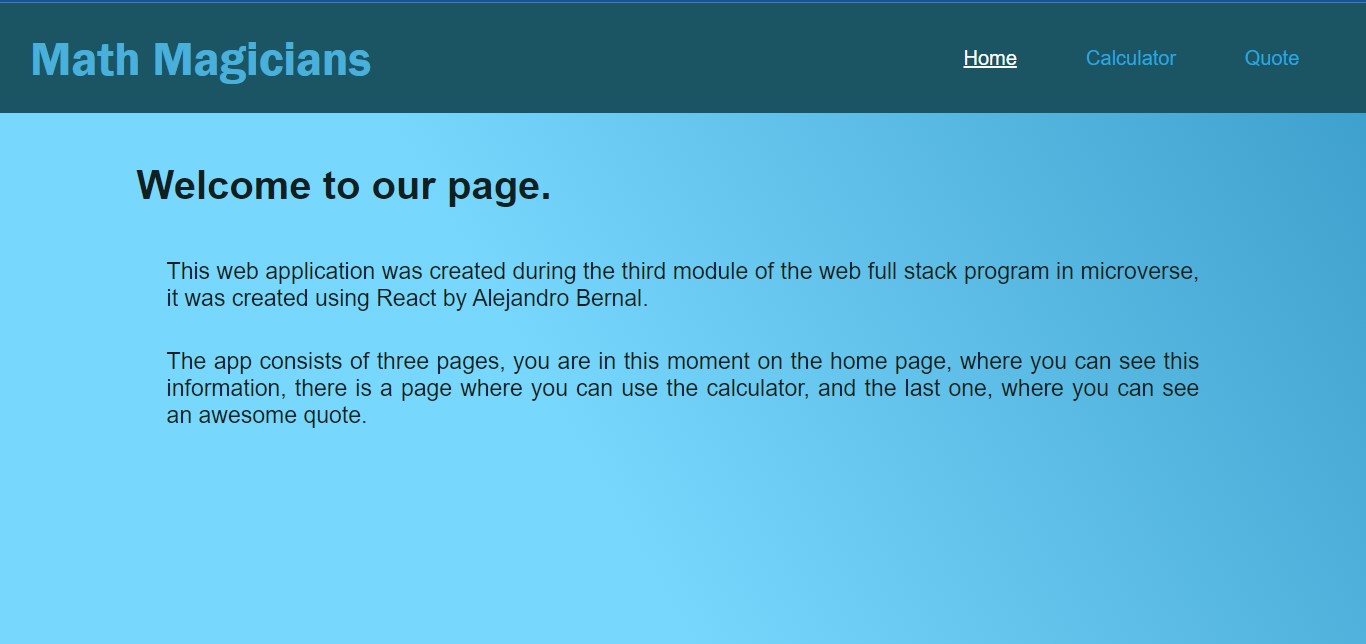 Math Magicians
Home Calculator Quote
Welcome to our page.
This web application was created during the third module of the web full stack program in microverse,
it was created using React by Alejandro Bernal.
The app consists of three pages, you are in this moment on the home page, where you can see this
information, there is a page where you can use the calculator, and the last one, where you can see
an awesome quote.